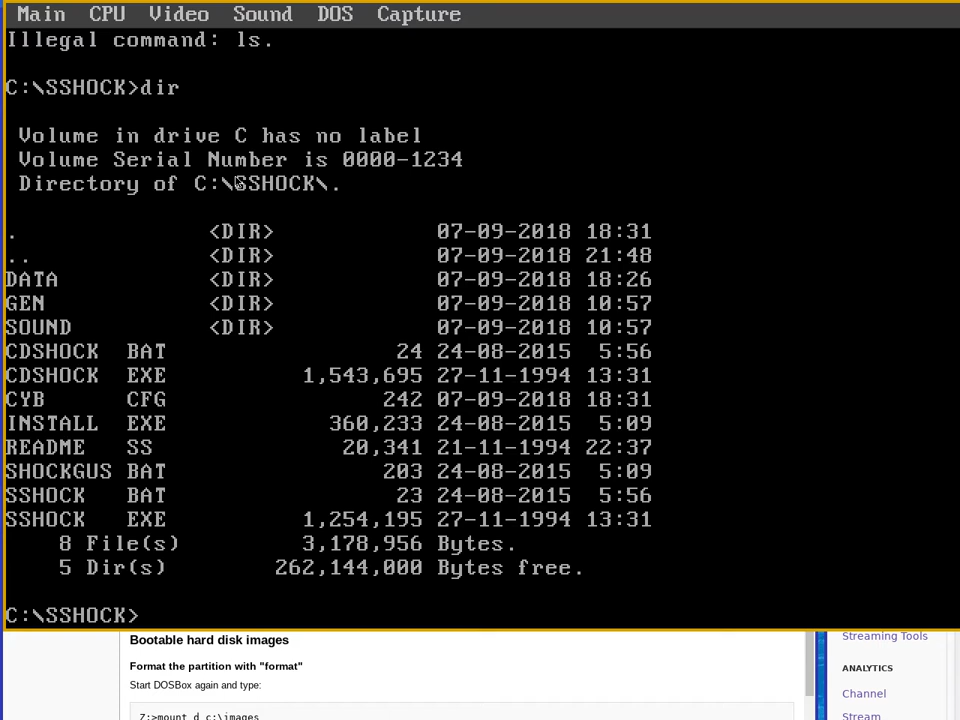 Main CPU Video Sound DOS Capture
Illegal command: ls.
C:\SSHOCK>dir
Volume in drive C has no label
Volume Serial Number is 0000-1234
Directory of C:\SSHOCK\.
. <DIR> 07-09-2018 18:31
.. <DIR> 07-09-2018 21:48
DATA <DIR> 07-09-2018 18:26
GEN <DIR> 07-09-2018 10:57
SOUND <DIR> 07-09-2018 10:57
CDSHOCK BAT 24 24-08-2015 5:56
CDSHOCK EXE 1,543,695 27-11-1994 13:31
CYB CFG 242 07-09-2018 18:31
INSTALL EXE 360,233 24-08-2015 5:09
README SS 20,341 21-11-1994 22:37
SHOCKGUS BAT 203 24-08-2015 5:09
SSHOCK BAT 23 24-08-2015 5:56
SSHOCK EXE 1,254,195 27-11-1994 13:31
8 File(s) 3,178,956 Bytes.
5 Dir(s) 262,144,000 Bytes free.
C:\SSHOCK>
Bootable hard disk images
Format the partition with "format"
Start DOSBox again and type:
Z:>mount d c:\images
Streaming Tools
ANALYTICS
Channel
Stream